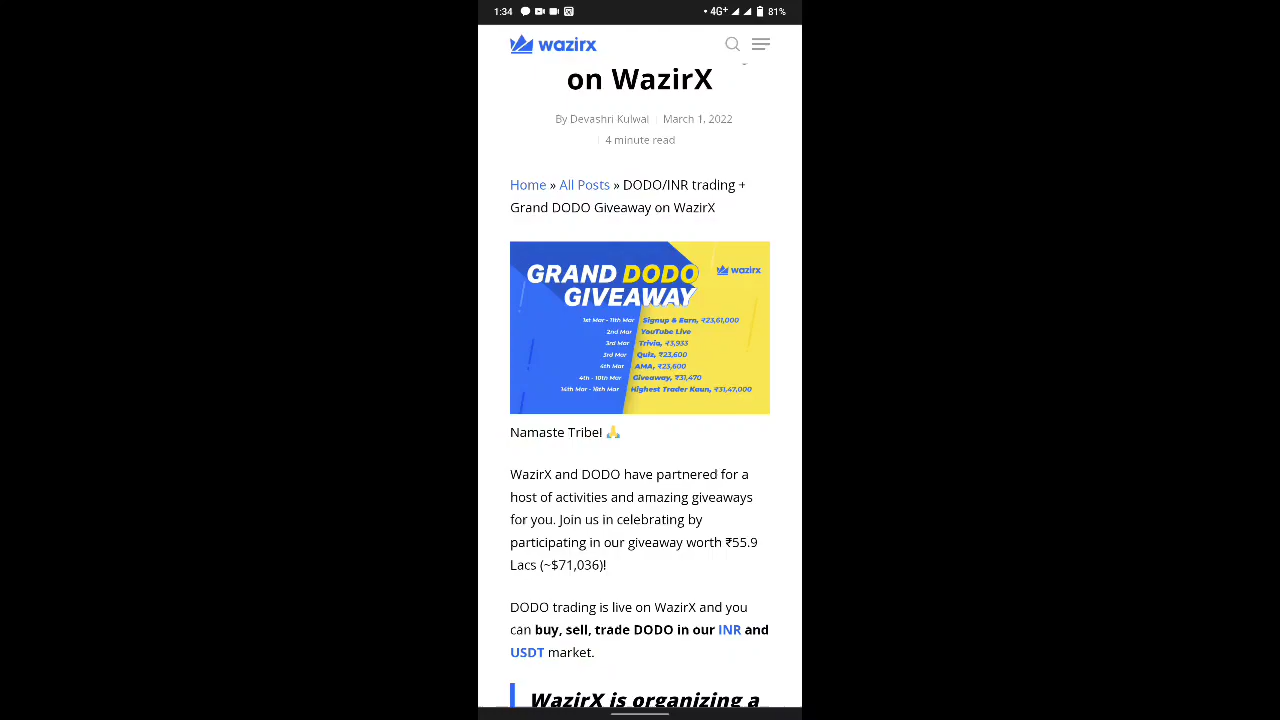 1:34 4G+ 81%
wazirx
on WazirX
By Devashri Kulwal March 1, 2022
4 minute read
Home » All Posts » DODO/INR trading +
Grand DODO Giveaway on WazirX
wazirx
GRAND DODO
GIVEAWAY
1st Mar - 11th Mar Signup & Earn, ₹23,61,000
2nd Mar YouTube Live
3rd Mar Trivia, ₹3,933
3rd Mar Quiz, ₹23,600
4th Mar AMA, ₹23,600
4th - 10th Mar Giveaway, ₹31,470
14th Mar - 18th Mar Highest Trader Kaun, ₹31,47,000
Namaste Tribe! 🙏
WazirX and DODO have partnered for a
host of activities and amazing giveaways
for you. Join us in celebrating by
participating in our giveaway worth ₹55.9
Lacs (~$71,036)!
DODO trading is live on WazirX and you
can buy, sell, trade DODO in our INR and
USDT market.
WazirX is organizing a